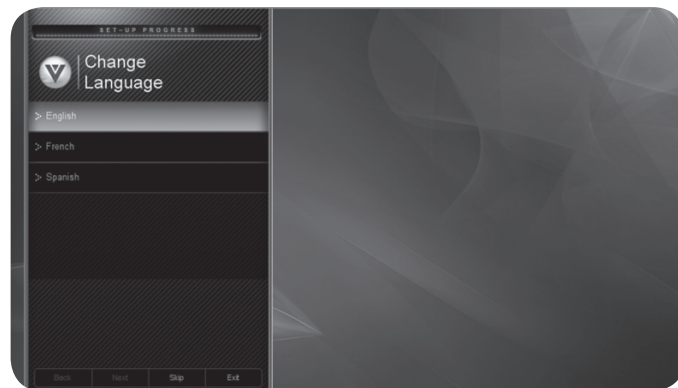 SET-UP PROGRESS
Change
Language
> English
> French
> Spanish
Back Next Skip Exit